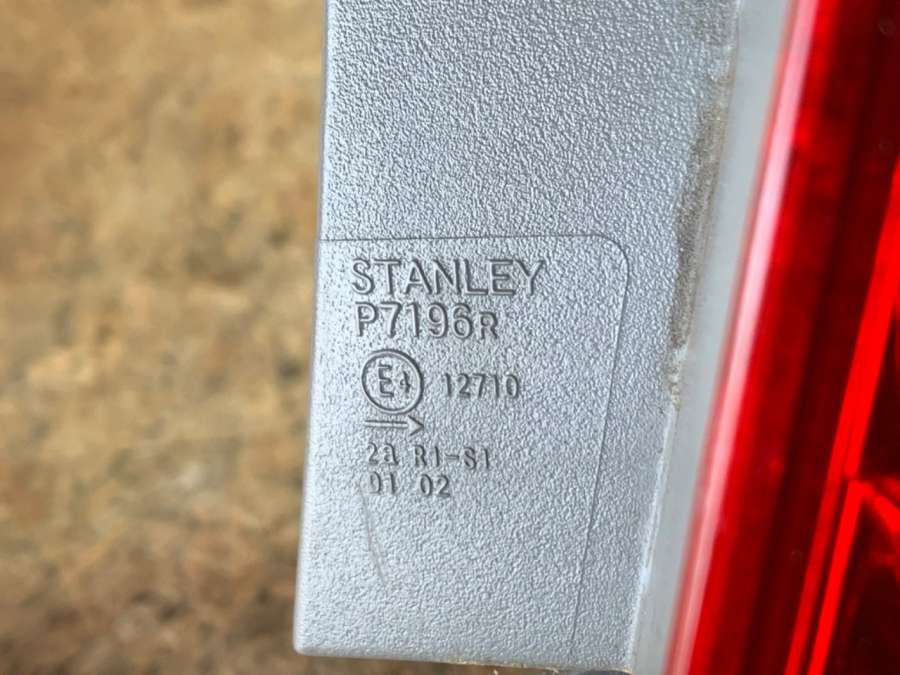 STANLEY
P7196R
E4 12710
2a R1-S1
01 02